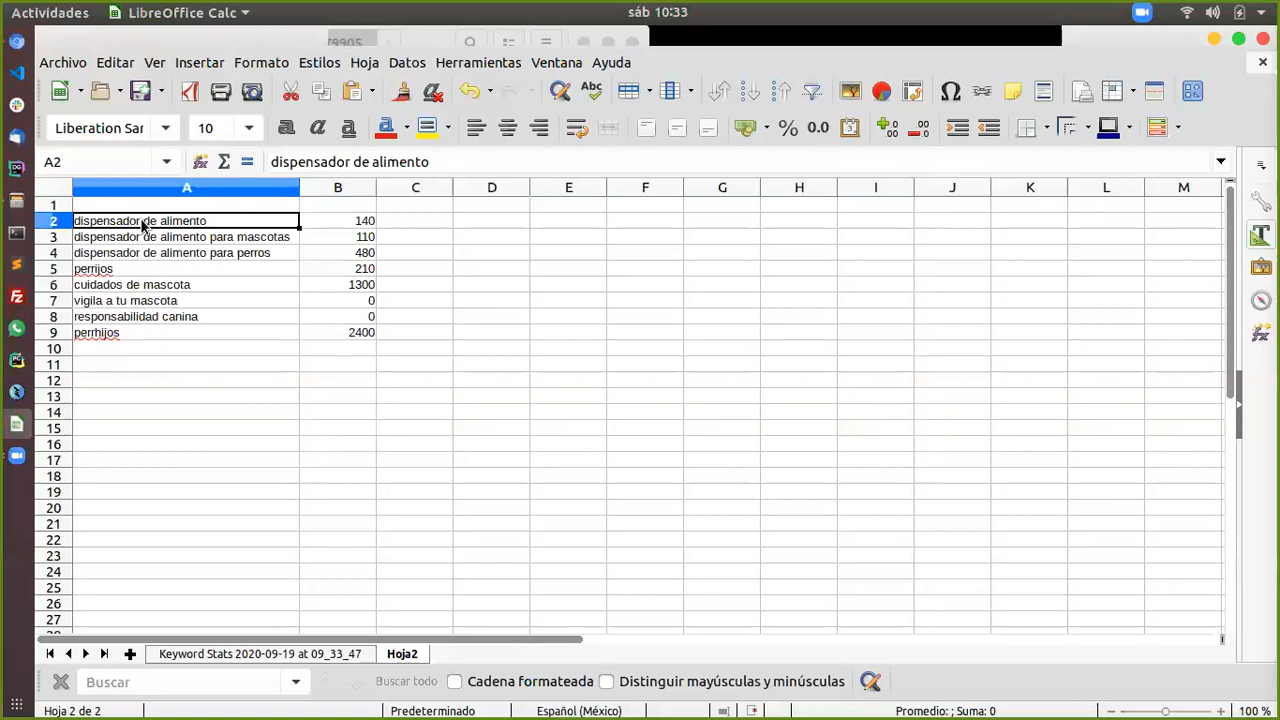 Actividades LibreOffice Calc sáb 10:33
79905
Archivo Editar Ver Insertar Formato Estilos Hoja Datos Herramientas Ventana Ayuda
Liberation Sar 10
A2 dispensador de alimento
A B C D E F G H I J K L M
1
2 dispensador de alimento 140
3 dispensador de alimento para mascotas 110
4 dispensador de alimento para perros 480
5 perrijos 210
6 cuidados de mascota 1300
7 vigila a tu mascota 0
8 responsabilidad canina 0
9 perrhijos 2400
10
11
12
13
14
15
16
17
18
19
20
21
22
23
24
25
26
27
Keyword Stats 2020-09-19 at 09_33_47 Hoja2
Buscar Buscar todo Cadena formateada Distinguir mayúsculas y minúsculas
Hoja 2 de 2 Predeterminado Español (México) Promedio: ; Suma: 0 100 %